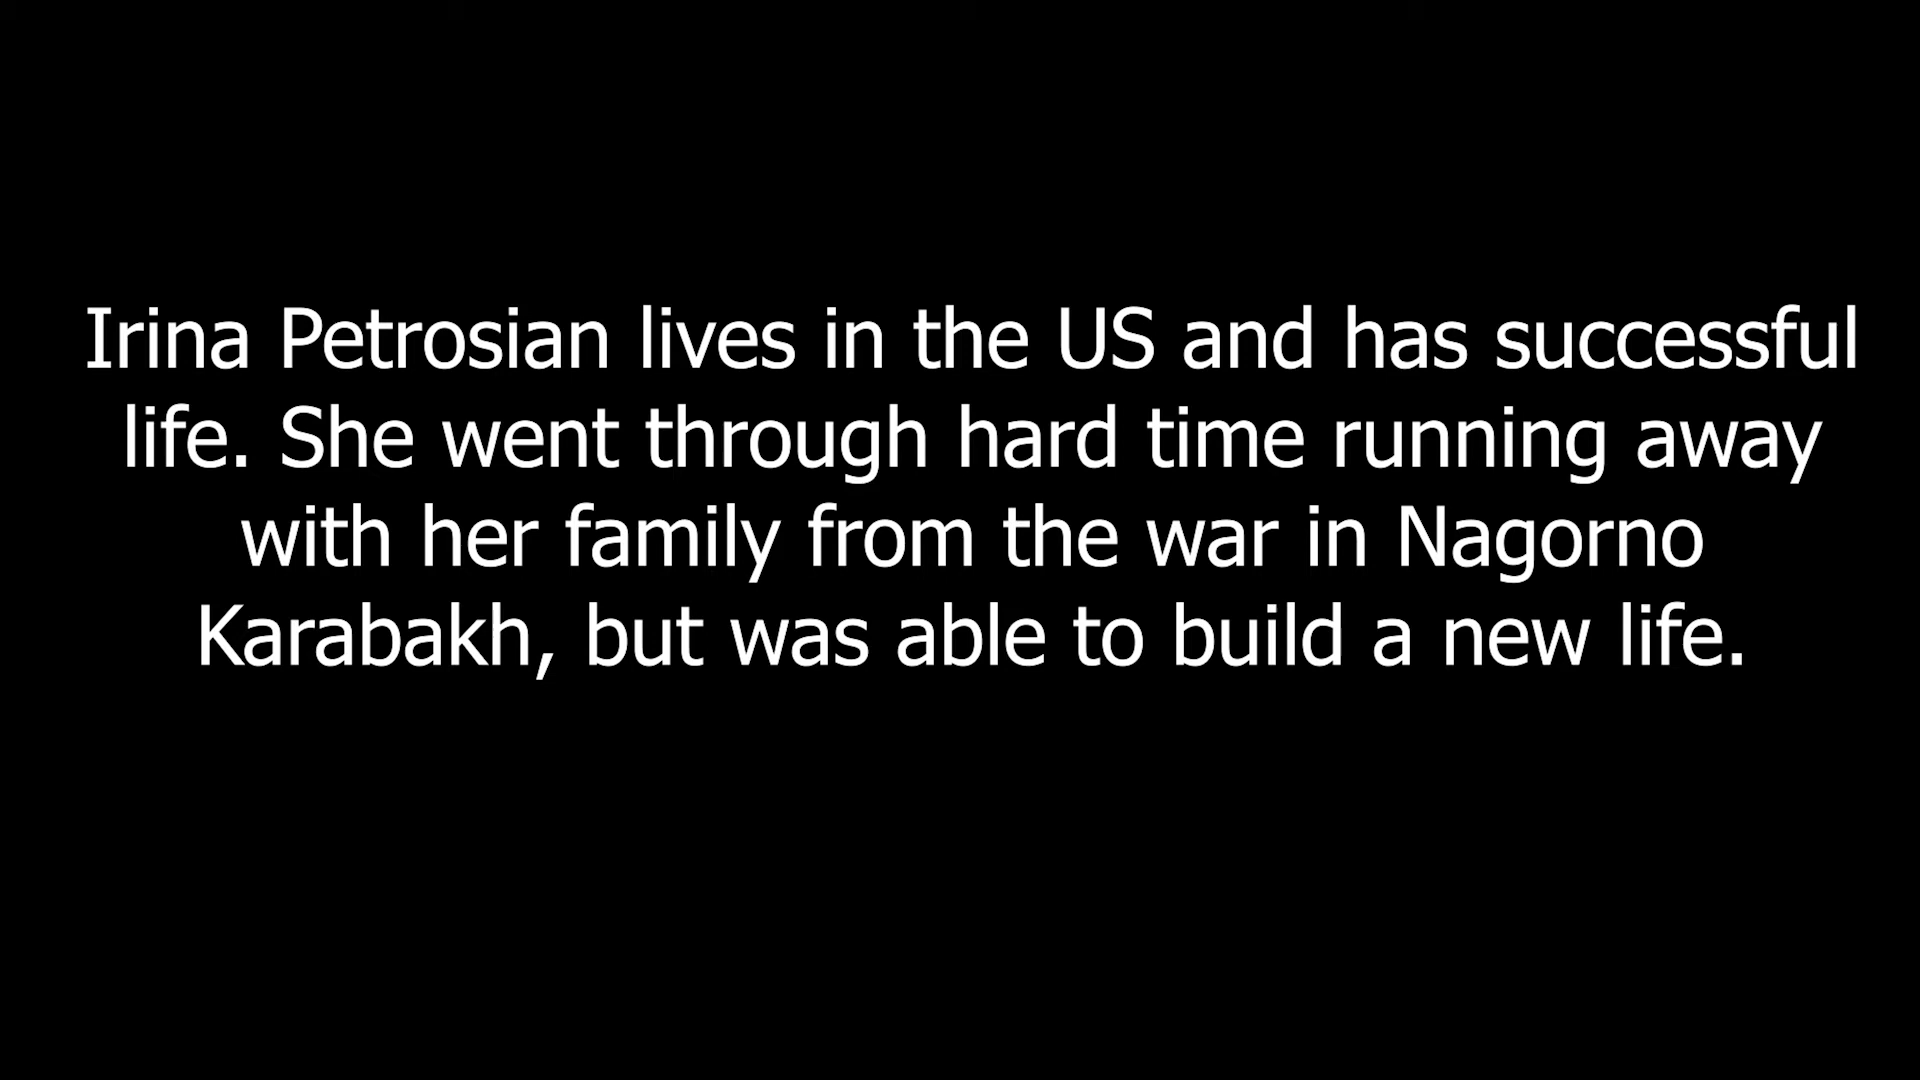 Irina Petrosian lives in the US and has successful
life. She went through hard time running away
with her family from the war in Nagorno
Karabakh, but was able to build a new life.